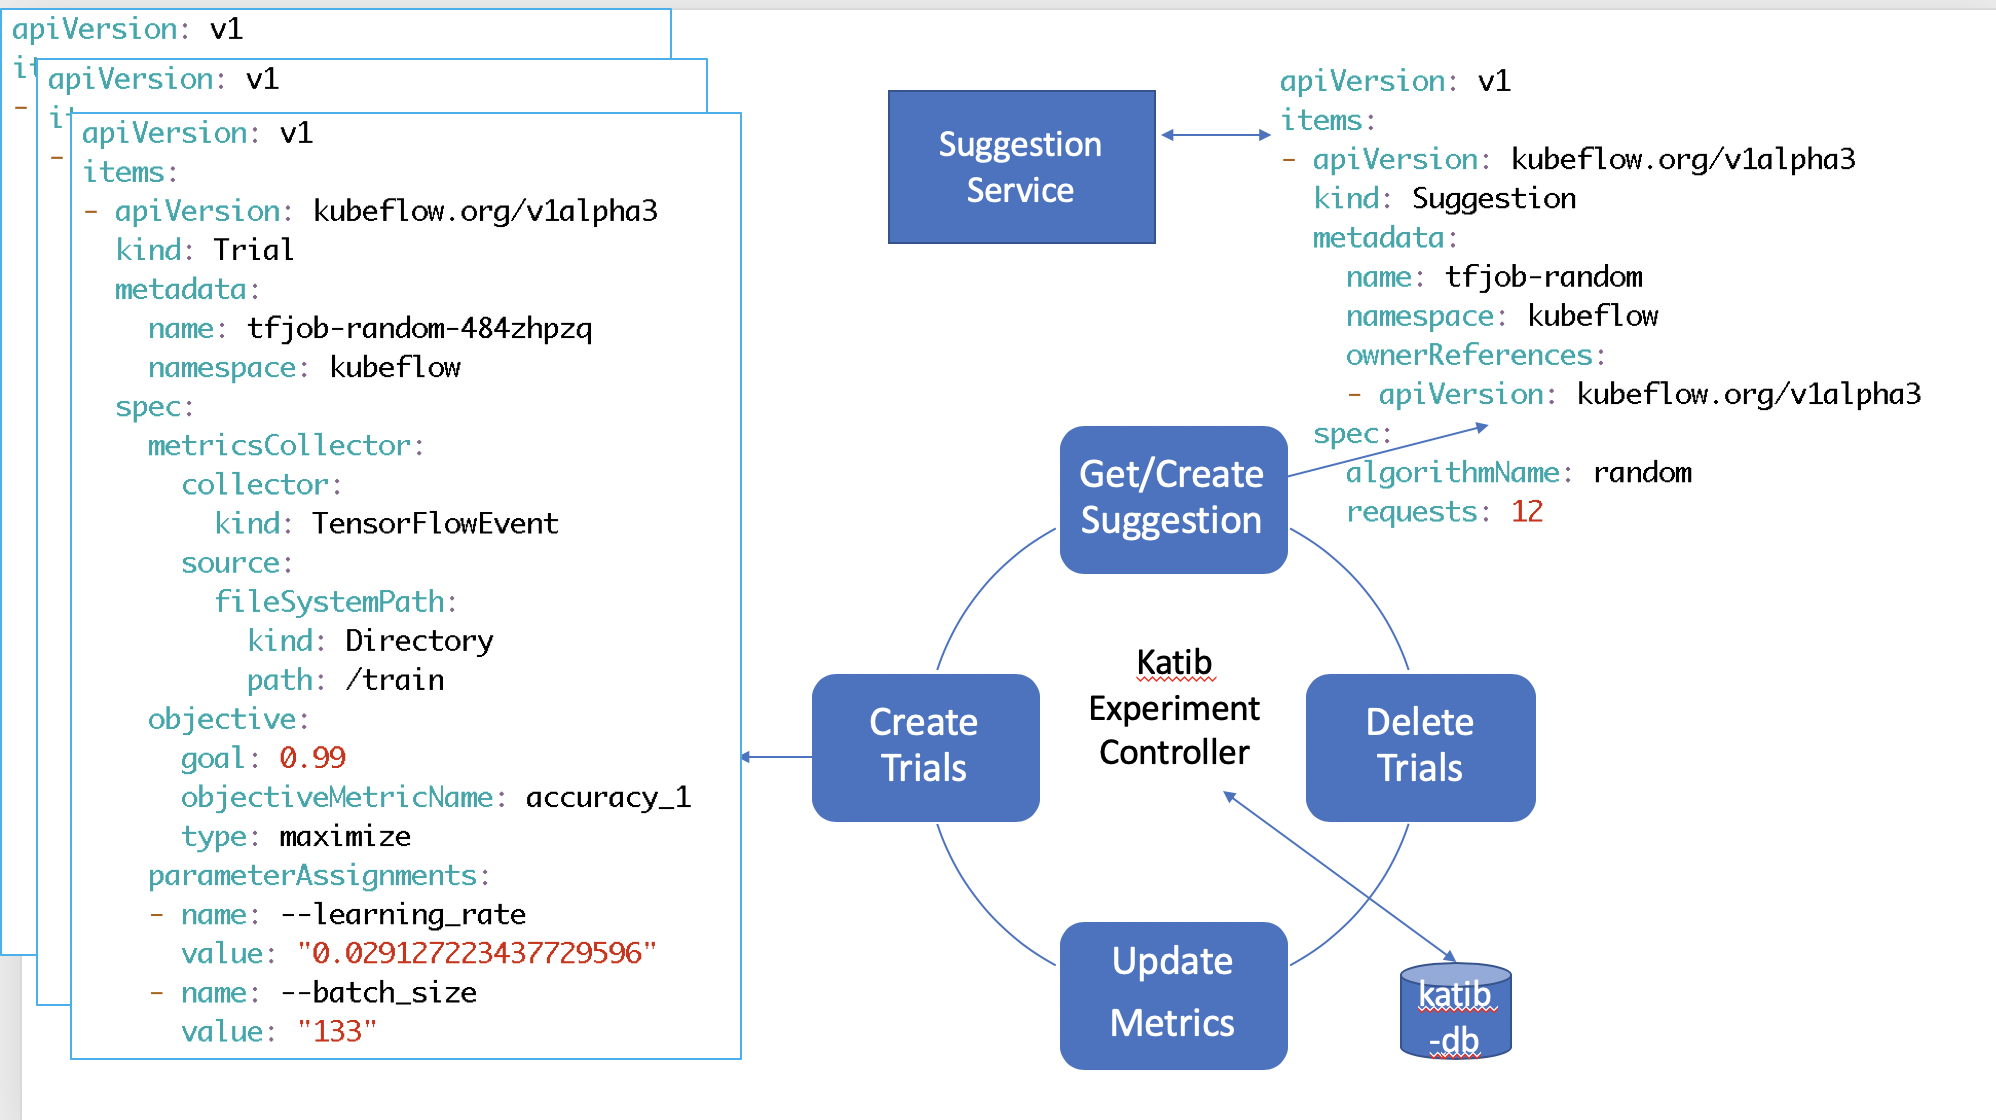 apiVersion: v1
it
-
apiVersion: v1
it
-
apiVersion: v1
items:
- apiVersion: kubeflow.org/v1alpha3
  kind: Trial
  metadata:
    name: tfjob-random-484zhpzq
    namespace: kubeflow
  spec:
    metricsCollector:
      collector:
        kind: TensorFlowEvent
      source:
        fileSystemPath:
          kind: Directory
          path: /train
    objective:
      goal: 0.99
      objectiveMetricName: accuracy_1
      type: maximize
    parameterAssignments:
    - name: --learning_rate
      value: "0.029127223437729596"
    - name: --batch_size
      value: "133"
Suggestion
Service
apiVersion: v1
items:
- apiVersion: kubeflow.org/v1alpha3
  kind: Suggestion
  metadata:
    name: tfjob-random
    namespace: kubeflow
    ownerReferences:
    - apiVersion: kubeflow.org/v1alpha3
  spec:
    algorithmName: random
    requests: 12
Get/Create
Suggestion
Katib
Experiment
Controller
Create
Trials
Delete
Trials
Update
Metrics
katib
-db